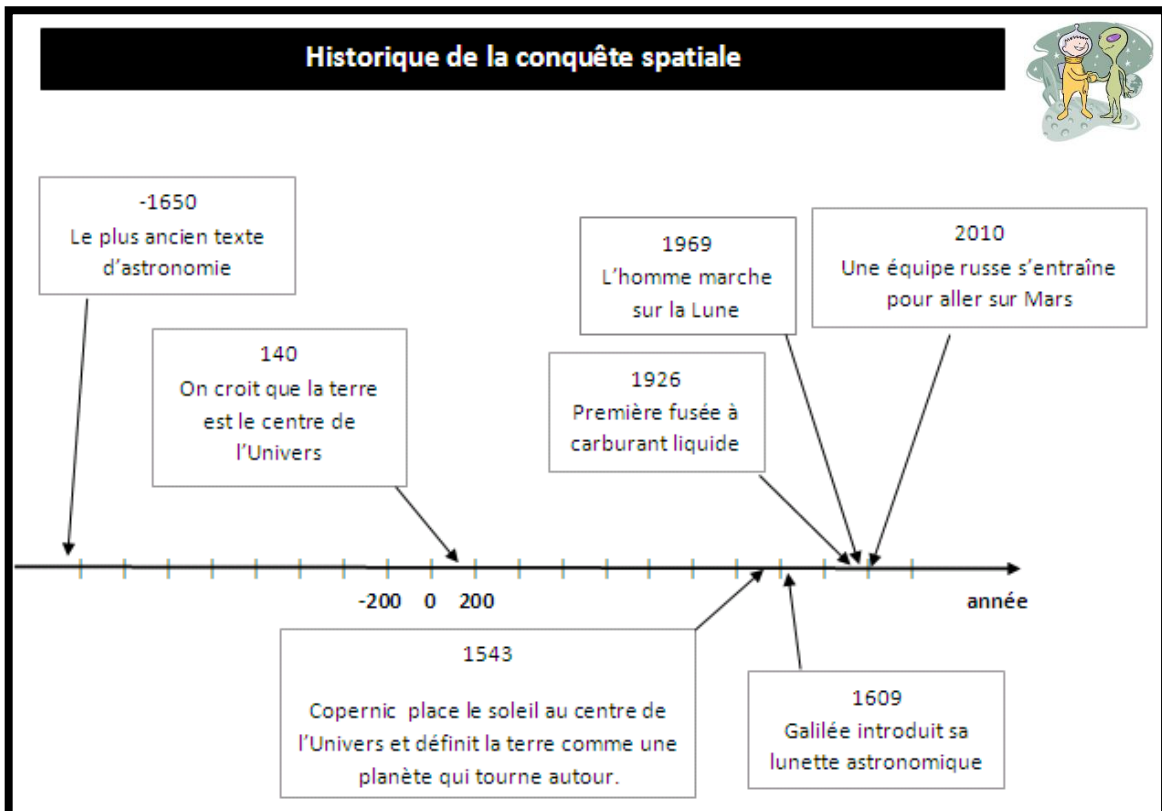 Historique de la conquête spatiale
-1650
Le plus ancien texte
d'astronomie
140
On croit que la terre
est le centre de
l'Univers
1969
L'homme marche
sur la Lune
2010
Une équipe russe s'entraîne
pour aller sur Mars
1926
Première fusée à
carburant liquide
-200 0 200
année
1543
Copernic place le soleil au centre de
l'Univers et définit la terre comme une
planète qui tourne autour.
1609
Galilée introduit sa
lunette astronomique